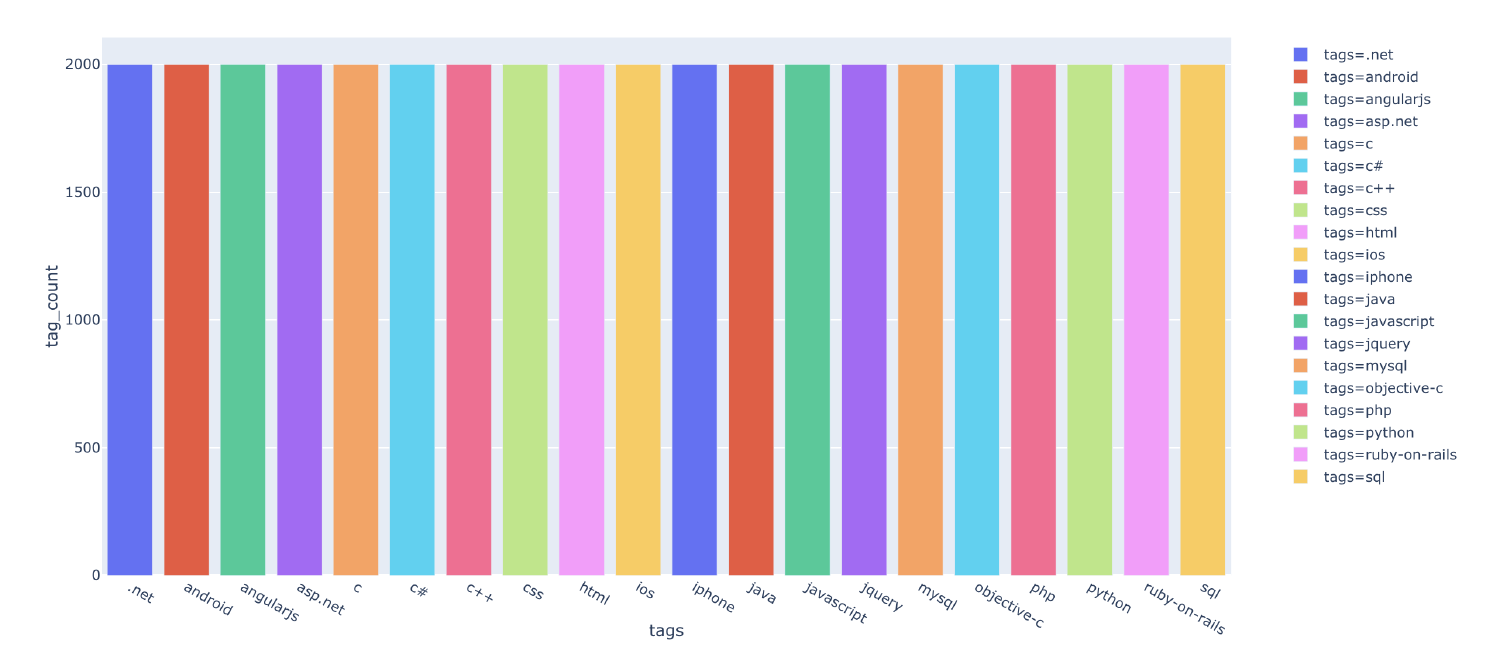 2000
1500
1000
500
0
tag_count
.net
android
angularjs
asp.net
c
c#
c++
css
html
ios
iphone
java
javascript
jquery
mysql
objective-c
php
python
ruby-on-rails
sql
tags
tags=.net
tags=android
tags=angularjs
tags=asp.net
tags=c
tags=c#
tags=c++
tags=css
tags=html
tags=ios
tags=iphone
tags=java
tags=javascript
tags=jquery
tags=mysql
tags=objective-c
tags=php
tags=python
tags=ruby-on-rails
tags=sql